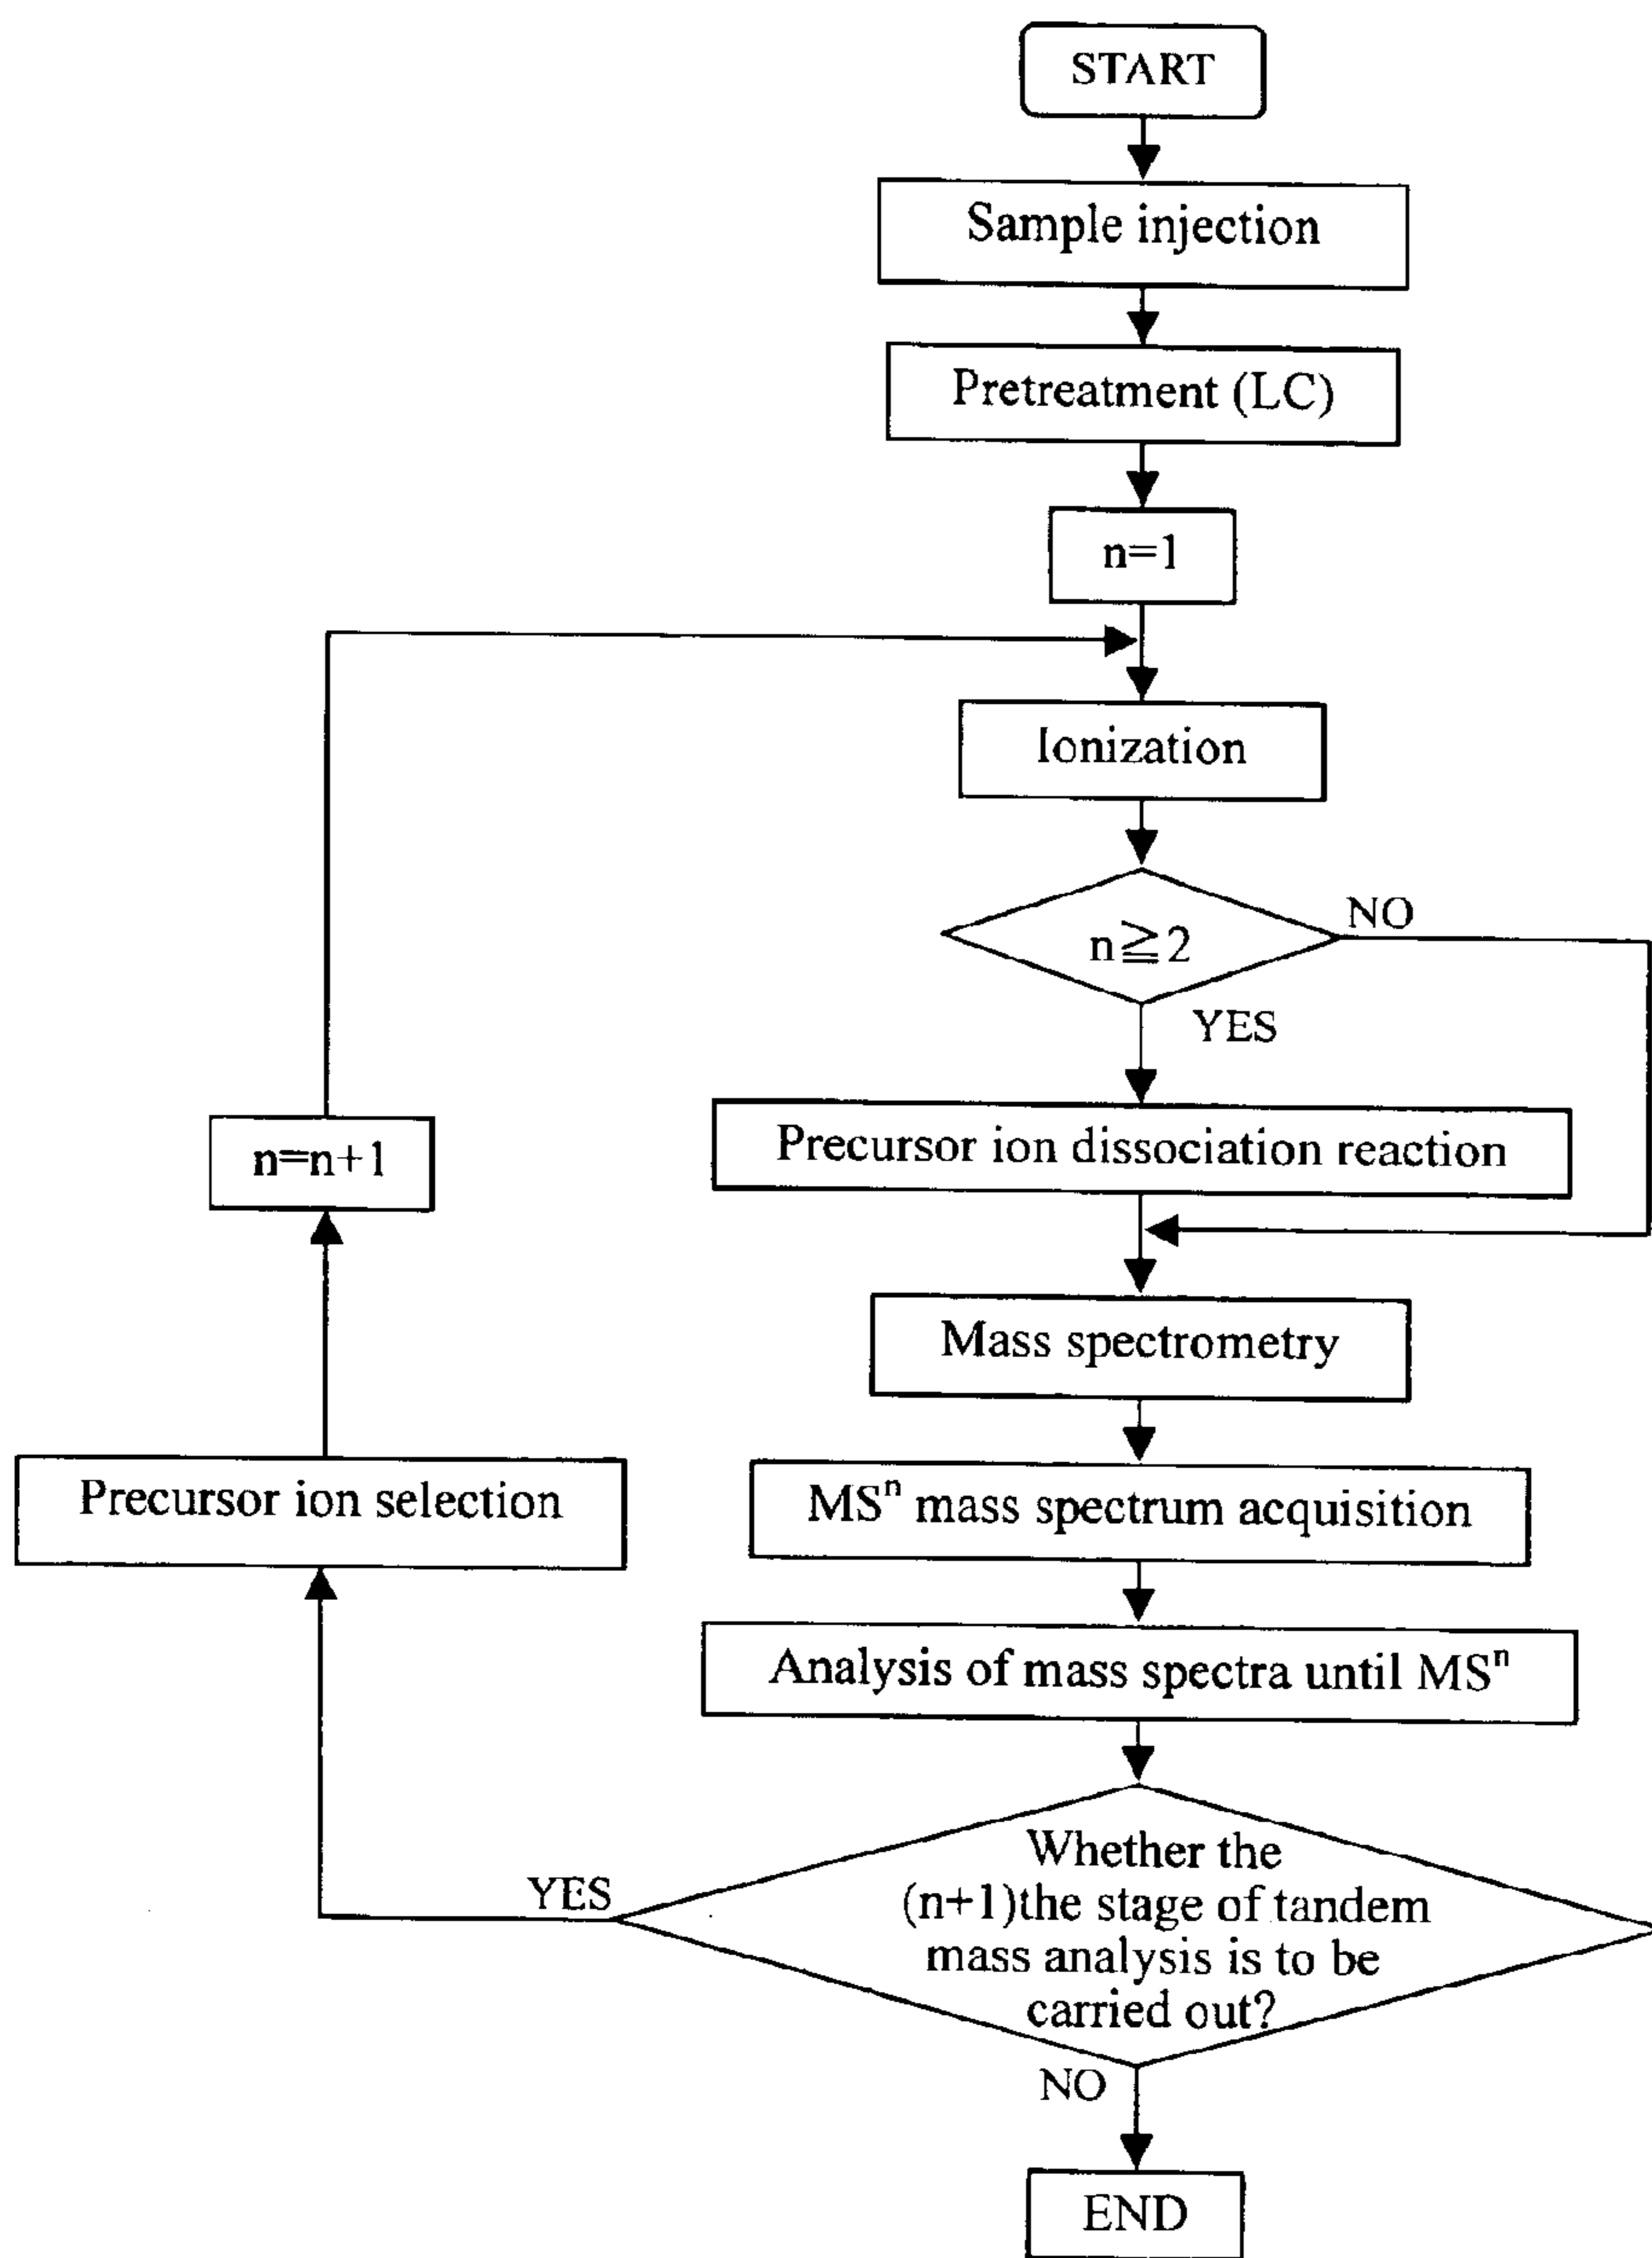 START
Sample injection
Pretreatment (LC)
n=1
Ionization
n≧2
NO
YES
Precursor ion dissociation reaction
n=n+1
Mass spectrometry
Precursor ion selection
MSⁿ mass spectrum acquisition
Analysis of mass spectra until MSⁿ
Whether the
(n+1)the stage of tandem
mass analysis is to be
carried out?
YES
NO
END